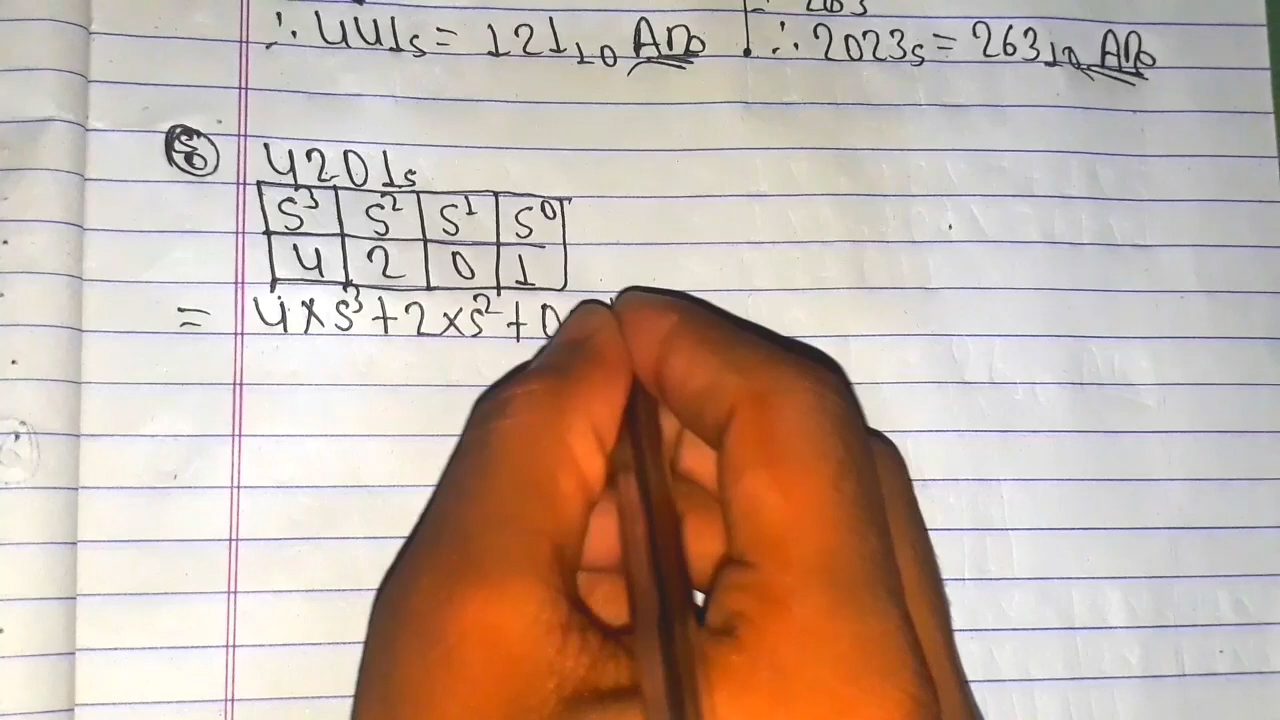 ∴ 441₅ = 121₁₀ Ans
∴ 2023₅ = 263₁₀ Ans
4201₅
5³ 5² 5¹ 5⁰
4 2 0 1
= 4×5³+2×5²+0